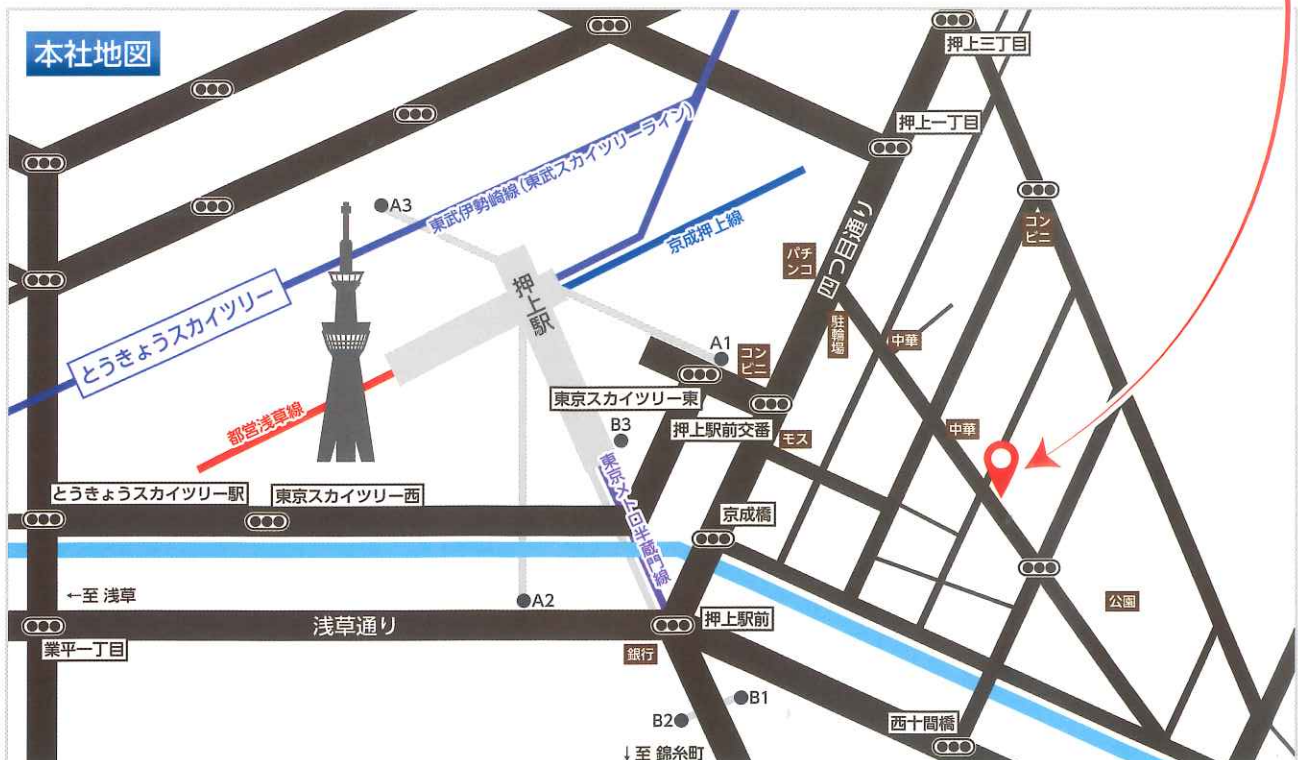 本社地図
押上三丁目
押上一丁目
A3
東武伊勢崎線(東武スカイツリーライン)
京成押上線
四つ目通り
コン
ビニ
パチ
ンコ
とうきょうスカイツリー
押上駅
駐輪場
中華
A1
コン
ビニ
東京スカイツリー東
都営浅草線
B3
押上駅前交番
モス
中華
東京メトロ半蔵門線
とうきょうスカイツリー駅
東京スカイツリー西
京成橋
←至 浅草
A2
浅草通り
押上駅前
公園
業平一丁目
銀行
B1
B2
西十間橋
↓至 錦糸町